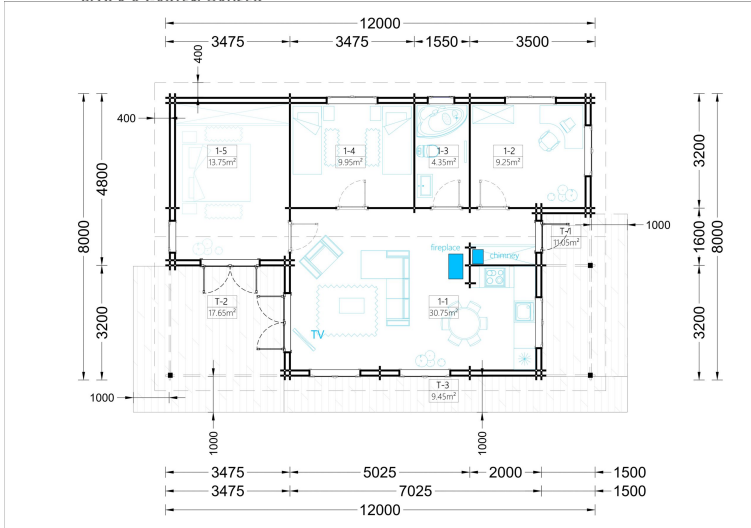 12000
3475 3475 1550 3500
400
400
1-5
13.75m²
1-4
9.95m²
1-3
4.35m²
1-2
9.25m²
4800
8000
3200
3200
1600
8000
3200
T-1
11.05m²
1000
fireplace
chimney
T-2
17.65m²
1-1
30.75m²
TV
T-3
9.45m²
1000
1000
1000
3475 5025 2000 1500
3475 7025 1500
12000